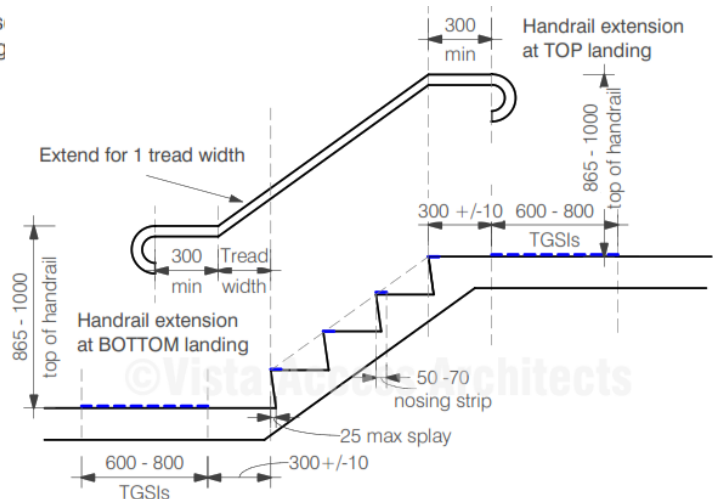 300
min
Handrail extension
at TOP landing
865 - 1000
top of handrail
Extend for 1 tread width
300 +/-10
600 - 800
TGSIs
300
min
Tread
width
865 - 1000
top of handrail
Handrail extension
at BOTTOM landing
©Vista Access Architects
50 -70
nosing strip
25 max splay
600 - 800
TGSIs
300+/-10